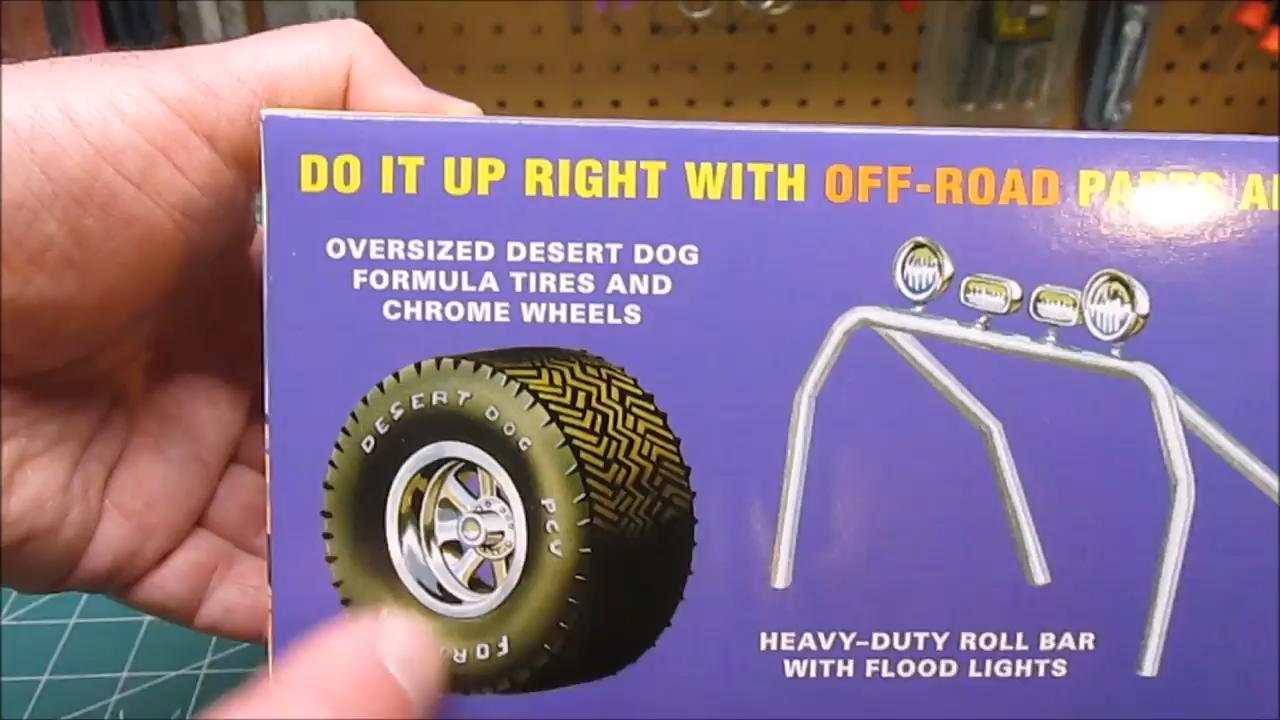 DO IT UP RIGHT WITH OFF-ROAD
OVERSIZED DESERT DOG
FORMULA TIRES AND
CHROME WHEELS
DESERT DOG
PCV
HEAVY-DUTY ROLL BAR
WITH FLOOD LIGHTS